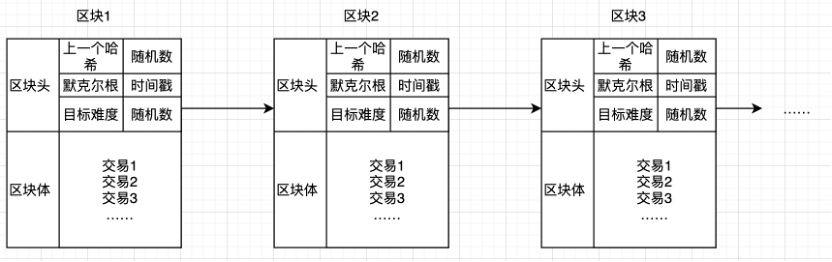 区块1
区块头
上一个哈
希
随机数
默克尔根
时间戳
目标难度
随机数
区块体
交易1
交易2
交易3
……
区块2
区块头
上一个哈
希
随机数
默克尔根
时间戳
目标难度
随机数
区块体
交易1
交易2
交易3
……
区块3
区块头
上一个哈
希
随机数
默克尔根
时间戳
目标难度
随机数
区块体
交易1
交易2
交易3
……
……